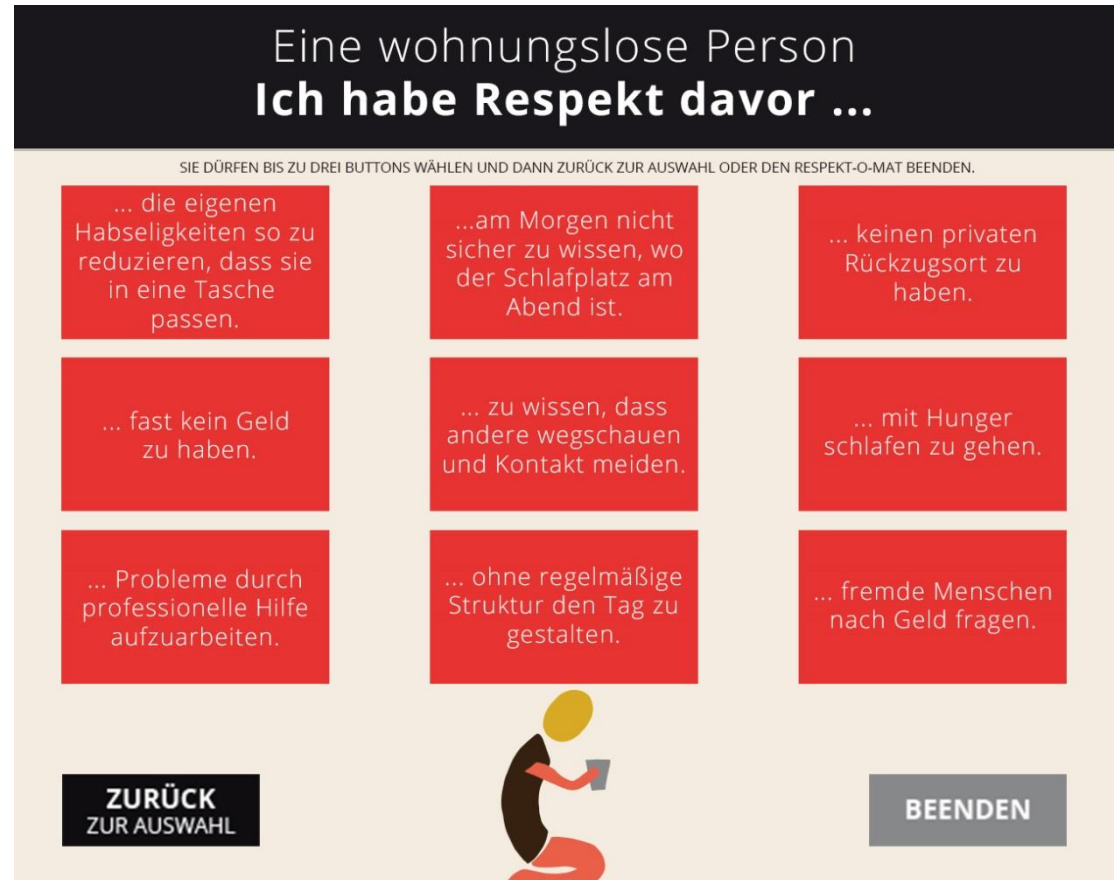 Eine wohnungslose Person
Ich habe Respekt davor ...
SIE DÜRFEN BIS ZU DREI BUTTONS WÄHLEN UND DANN ZURÜCK ZUR AUSWAHL ODER DEN RESPEKT-O-MAT BEENDEN.
... die eigenen
Habseligkeiten so zu
reduzieren, dass sie
in eine Tasche
passen.
...am Morgen nicht
sicher zu wissen, wo
der Schlafplatz am
Abend ist.
... keinen privaten
Rückzugsort zu
haben.
... fast kein Geld
zu haben.
... zu wissen, dass
andere wegschauen
und Kontakt meiden.
... mit Hunger
schlafen zu gehen.
... Probleme durch
professionelle Hilfe
aufzuarbeiten.
... ohne regelmäßige
Struktur den Tag zu
gestalten.
... fremde Menschen
nach Geld fragen.
ZURÜCK
ZUR AUSWAHL
BEENDEN